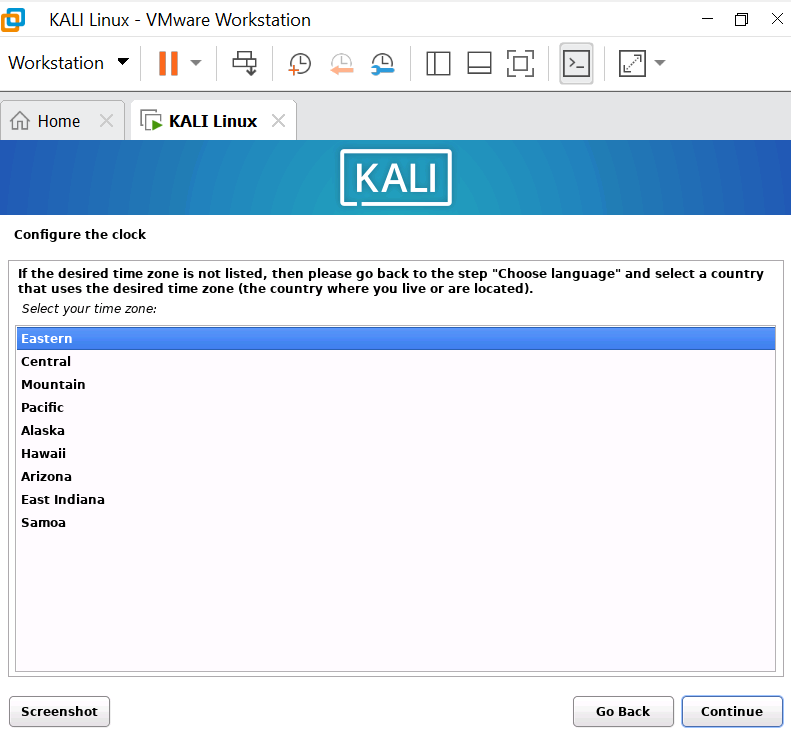 KALI Linux - VMware Workstation
Workstation
Home
KALI Linux
KALI
Configure the clock
If the desired time zone is not listed, then please go back to the step "Choose language" and select a country
that uses the desired time zone (the country where you live or are located).
Select your time zone:
Eastern
Central
Mountain
Pacific
Alaska
Hawaii
Arizona
East Indiana
Samoa
Screenshot
Go Back
Continue